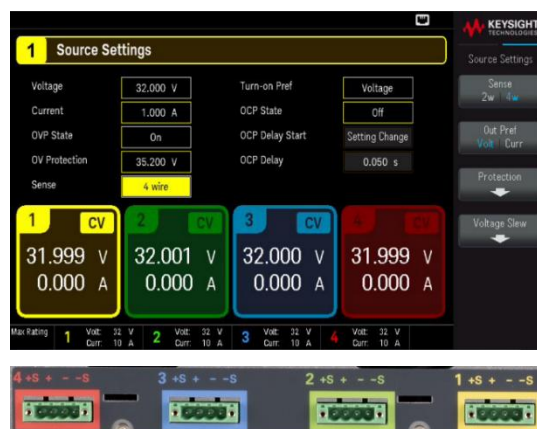 KEYSIGHT
TECHNOLOGIES
1 Source Settings
Source Settings
Voltage 32.000 V Turn-on Pref Voltage
Sense
2w 4w
Current 1.000 A OCP State Off
OVP State On OCP Delay Start Setting Change
Out Pref
Volt Curr
OV Protection 35.200 V OCP Delay 0.050 s
Sense 4 wire
Protection
Voltage Slew
1 CV 2 CV 3 CV 4 CV
31.999 V 32.001 V 32.000 V 31.999 V
0.000 A 0.000 A 0.000 A 0.000 A
Max Rating 1 Volt: 32 V 2 Volt: 32 V 3 Volt: 32 V 4 Volt: 32 V
Curr: 10 A Curr: 10 A Curr: 10 A Curr: 10 A
4 +S + - -S 3 +S + - -S 2 +S + - -S 1 +S + - -S